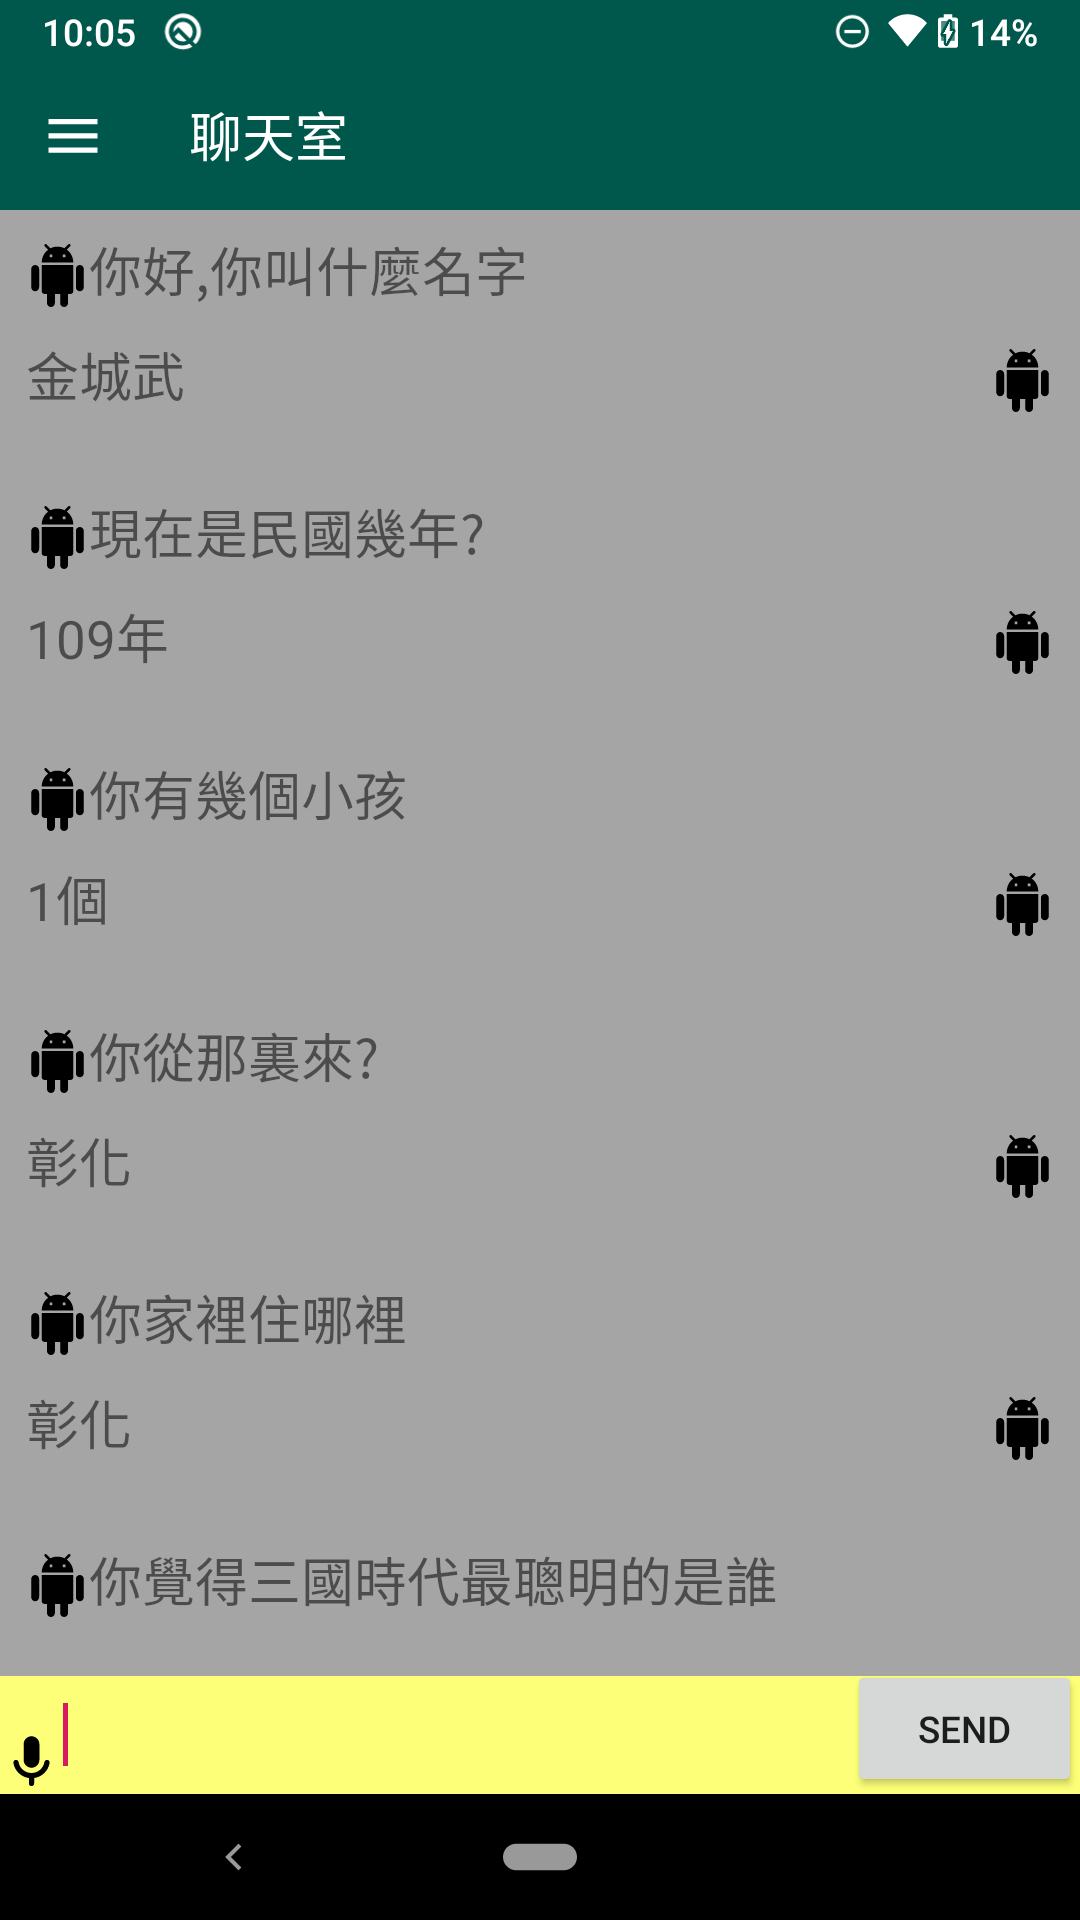 10:05
14%
聊天室
你好,你叫什麼名字
金城武
現在是民國幾年?
109年
你有幾個小孩
1個
你從那裏來?
彰化
你家裡住哪裡
彰化
你覺得三國時代最聰明的是誰
SEND